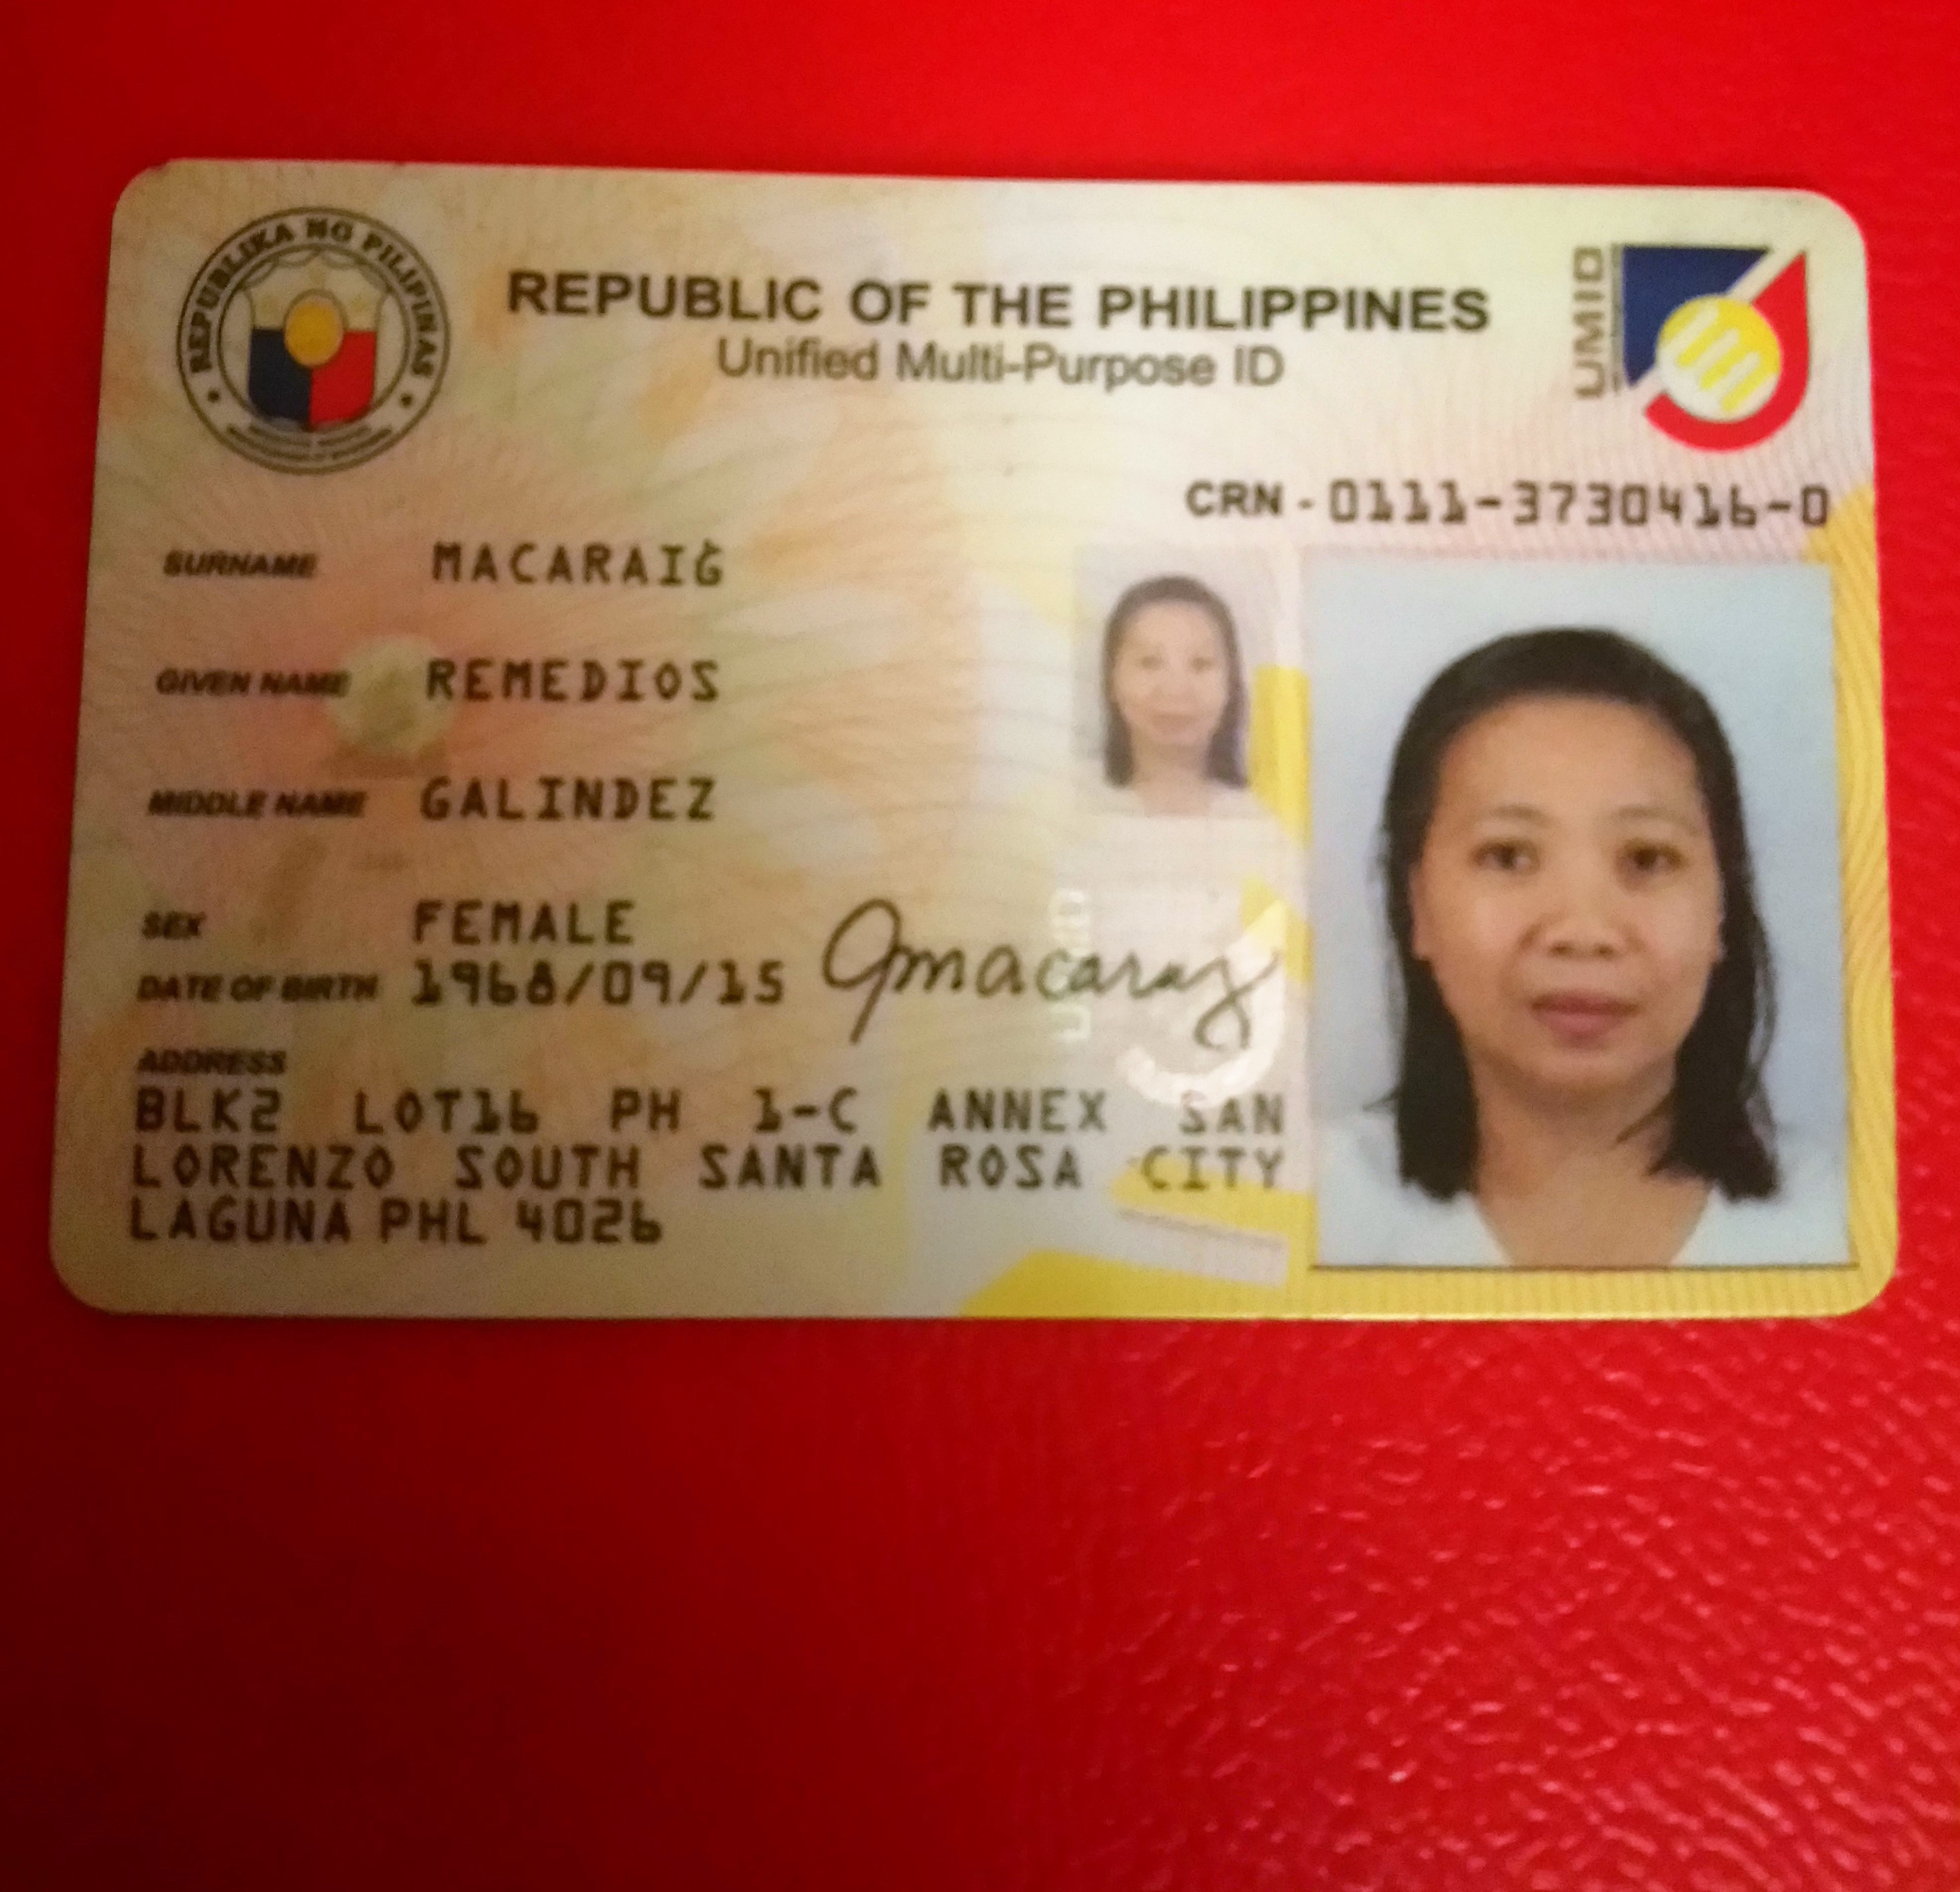 REPUBLIKA NG PILIPINAS
REPUBLIC OF THE PHILIPPINES
Unified Multi-Purpose ID
UMID
CRN - 0111-3730416-0
SURNAME MACARAIG
GIVEN NAME REMEDIOS
MIDDLE NAME GALINDEZ
SEX FEMALE
DATE OF BIRTH 1968/09/15
ADDRESS
BLK2 LOT16 PH 1-C ANNEX SAN
LORENZO SOUTH SANTA ROSA CITY
LAGUNA PHL 4026
UMID